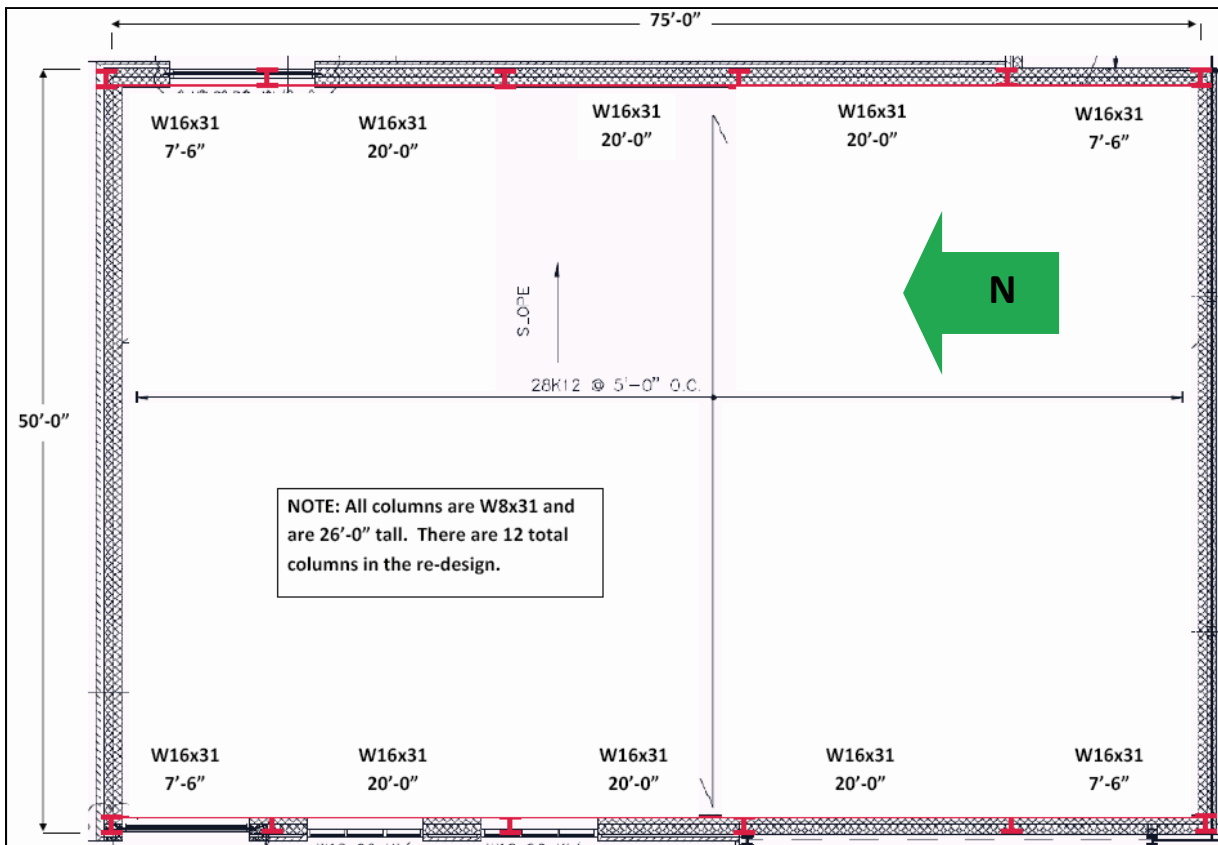 75'-0"
W16x31
7'-6"
W16x31
20'-0"
W16x31
20'-0"
W16x31
20'-0"
W16x31
7'-6"
N
28K12 @ 5'-0" O.C.
50'-0"
NOTE: All columns are W8x31 and
are 26'-0" tall.  There are 12 total
columns in the re-design.
W16x31
7'-6"
W16x31
20'-0"
W16x31
20'-0"
W16x31
20'-0"
W16x31
7'-6"